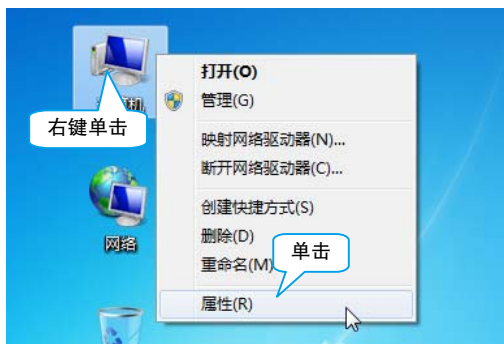 打开(O)
管理(G)
右键单击
映射网络驱动器(N)...
断开网络驱动器(C)...
创建快捷方式(S)
网络
删除(D)
单击
重命名(M)
属性(R)